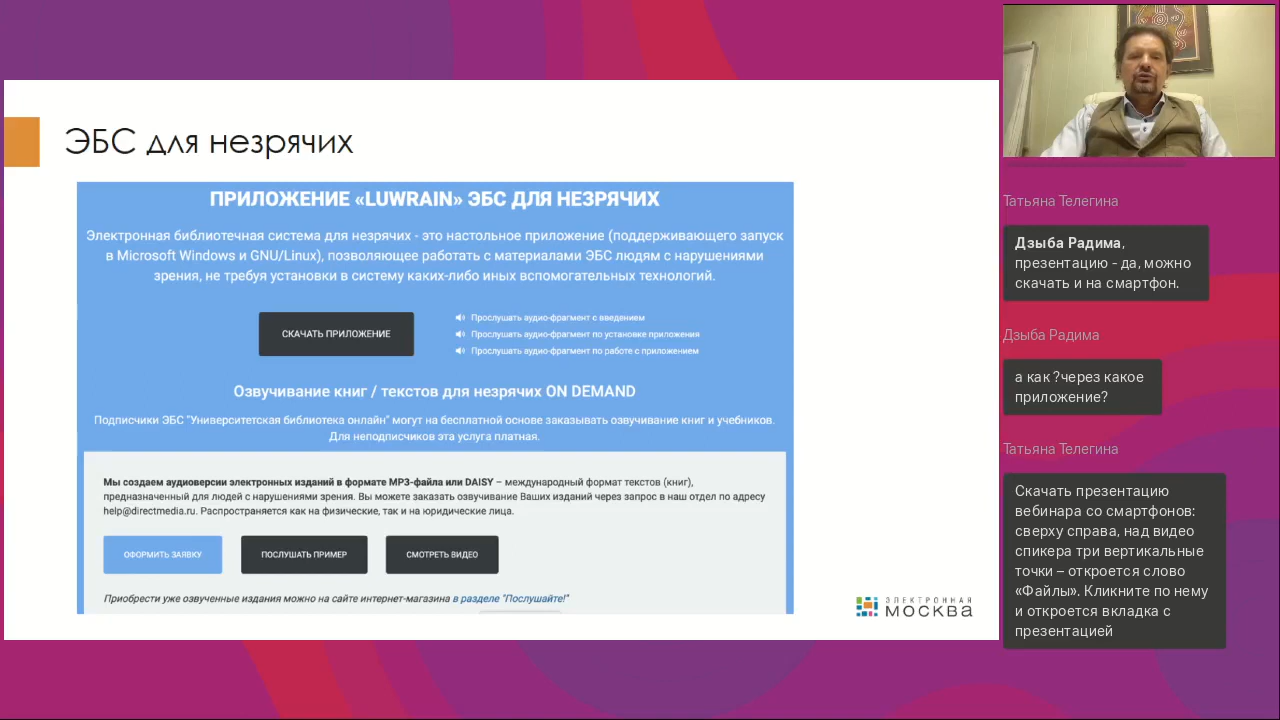 ЭБС для незрячих
ПРИЛОЖЕНИЕ «LUWRAIN» ЭБС ДЛЯ НЕЗРЯЧИХ
Электронная библиотечная система для незрячих - это настольное приложение (поддерживающего запуск
в Microsoft Windows и GNU/Linux), позволяющее работать с материалами ЭБС людям с нарушениями
зрения, не требуя установки в систему каких-либо иных вспомогательных технологий.
СКАЧАТЬ ПРИЛОЖЕНИЕ
Прослушать аудио-фрагмент с введением
Прослушать аудио-фрагмент по установке приложения
Прослушать аудио-фрагмент по работе с приложением
Озвучивание книг / текстов для незрячих ON DEMAND
Подписчики ЭБС "Университетская библиотека онлайн" могут на бесплатной основе заказывать озвучивание книг и учебников.
Для неподписчиков эта услуга платная.
Мы создаем аудиоверсии электронных изданий в формате MP3-файла или DAISY – международный формат текстов (книг),
предназначенный для людей с нарушениями зрения. Вы можете заказать озвучивание Ваших изданий через запрос в наш отдел по адресу
help@directmedia.ru. Распространяется как на физические, так и на юридические лица.
ОФОРМИТЬ ЗАЯВКУ
ПОСЛУШАТЬ ПРИМЕР
СМОТРЕТЬ ВИДЕО
Приобрести уже озвученные издания можно на сайте интернет-магазина в разделе "Послушайте!"
ЭЛЕКТРОННАЯ
МОСКВА
Татьяна Телегина
Дзыба Радима,
презентацию - да, можно
скачать и на смартфон.
Дзыба Радима
а как ?через какое
приложение?
Татьяна Телегина
Скачать презентацию
вебинара со смартфонов:
сверху справа, над видео
спикера три вертикальные
точки – откроется слово
«Файлы». Кликните по нему
и откроется вкладка с
презентацией